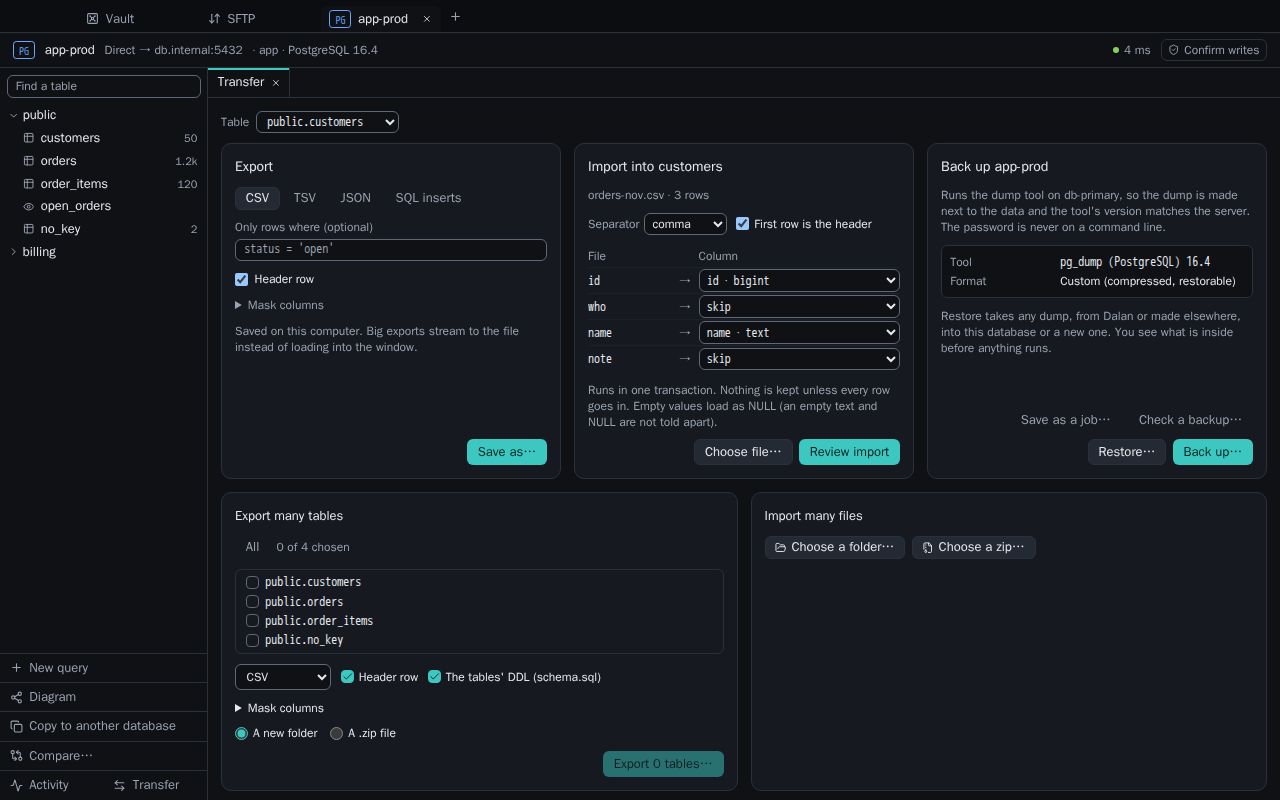 Vault
SFTP
PG app-prod × +
PG app-prod Direct → db.internal:5432 · app · PostgreSQL 16.4
4 ms
Confirm writes
Find a table
public
customers 50
orders 1.2k
order_items 120
open_orders
no_key 2
billing
New query
Diagram
Copy to another database
Compare···
Activity
Transfer
Transfer ×
Table public.customers
Export
CSV TSV JSON SQL inserts
Only rows where (optional)
status = 'open'
Header row
Mask columns
Saved on this computer. Big exports stream to the file
instead of loading into the window.
Save as···
Import into customers
orders-nov.csv · 3 rows
Separator comma First row is the header
File Column
id → id · bigint
who → skip
name → name · text
note → skip
Runs in one transaction. Nothing is kept unless every row
goes in. Empty values load as NULL (an empty text and
NULL are not told apart).
Choose file··· Review import
Back up app-prod
Runs the dump tool on db-primary, so the dump is made
next to the data and the tool's version matches the server.
The password is never on a command line.
Tool pg_dump (PostgreSQL) 16.4
Format Custom (compressed, restorable)
Restore takes any dump, from Dalan or made elsewhere,
into this database or a new one. You see what is inside
before anything runs.
Save as a job··· Check a backup···
Restore··· Back up···
Export many tables
All 0 of 4 chosen
public.customers
public.orders
public.order_items
public.no_key
CSV Header row The tables' DDL (schema.sql)
Mask columns
A new folder A .zip file
Export 0 tables···
Import many files
Choose a folder··· Choose a zip···